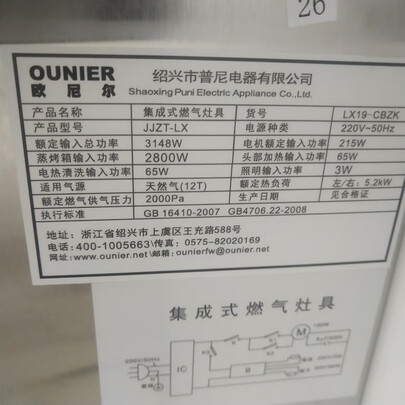 26
OUNIER
欧尼尔
绍兴市普尼电器有限公司
Shaoxing Puni Electric Appliance Co.,Ltd.
产品名称 集成式燃气灶具 货号 LX19-CBZK
产品型号 JJZT-LX 电源种类 220V~50Hz
额定输入总功率 3148W 电机额定输入功率 215W
蒸烤箱输入功率 2800W 头部加热输入功率 65W
电热清洗输入功率 65W 照明输入功率 3W
适用气源 天然气(12T) 额定热负荷 左/右: 5.2kW
额定燃气供气压力 2000Pa 生产日期 见合格证
执行标准 GB 16410-2007 GB4706.22-2008
地址: 浙江省绍兴市上虞区王充路588号
电话:400-1005663\传真: 0575-82020169
www.ounier.net\邮箱: ounierfw@ounier.net
集成式燃气灶具
220V/50Hz
IC
M
B